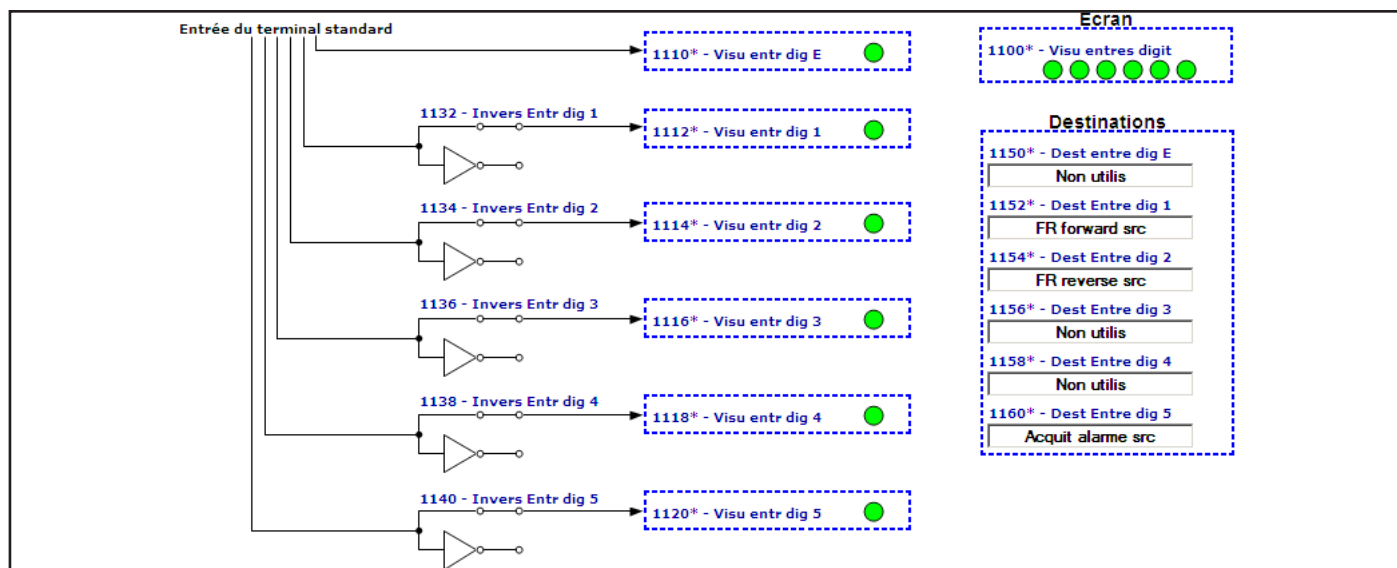 Entrée du terminal standard
1110* - Visu entr dig E
1132 - Invers Entr dig 1
1112* - Visu entr dig 1
1134 - Invers Entr dig 2
1114* - Visu entr dig 2
1136 - Invers Entr dig 3
1116* - Visu entr dig 3
1138 - Invers Entr dig 4
1118* - Visu entr dig 4
1140 - Invers Entr dig 5
1120* - Visu entr dig 5
Ecran
1100* - Visu entres digit
Destinations
1150* - Dest entre dig E
Non utilis
1152* - Dest Entre dig 1
FR forward src
1154* - Dest Entre dig 2
FR reverse src
1156* - Dest Entre dig 3
Non utilis
1158* - Dest Entre dig 4
Non utilis
1160* - Dest Entre dig 5
Acquit alarme src